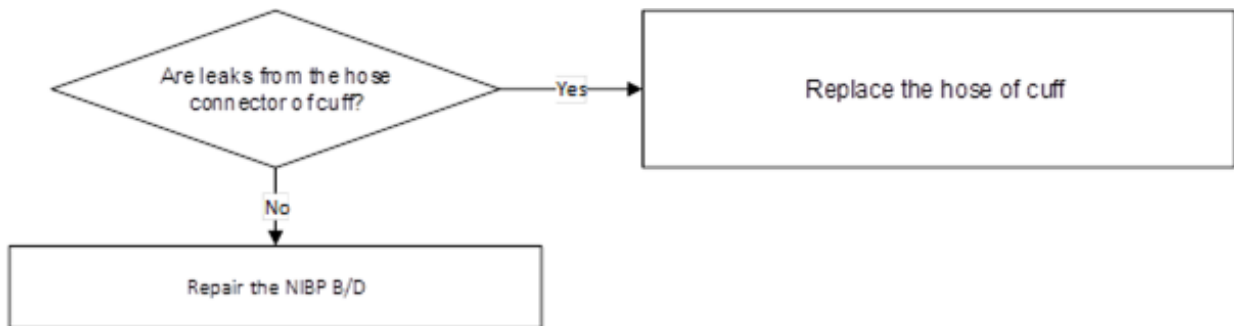 Are leaks from the hose
connector of cuff?
Yes
Replace the hose of cuff
No
Repair the NIBP B/D